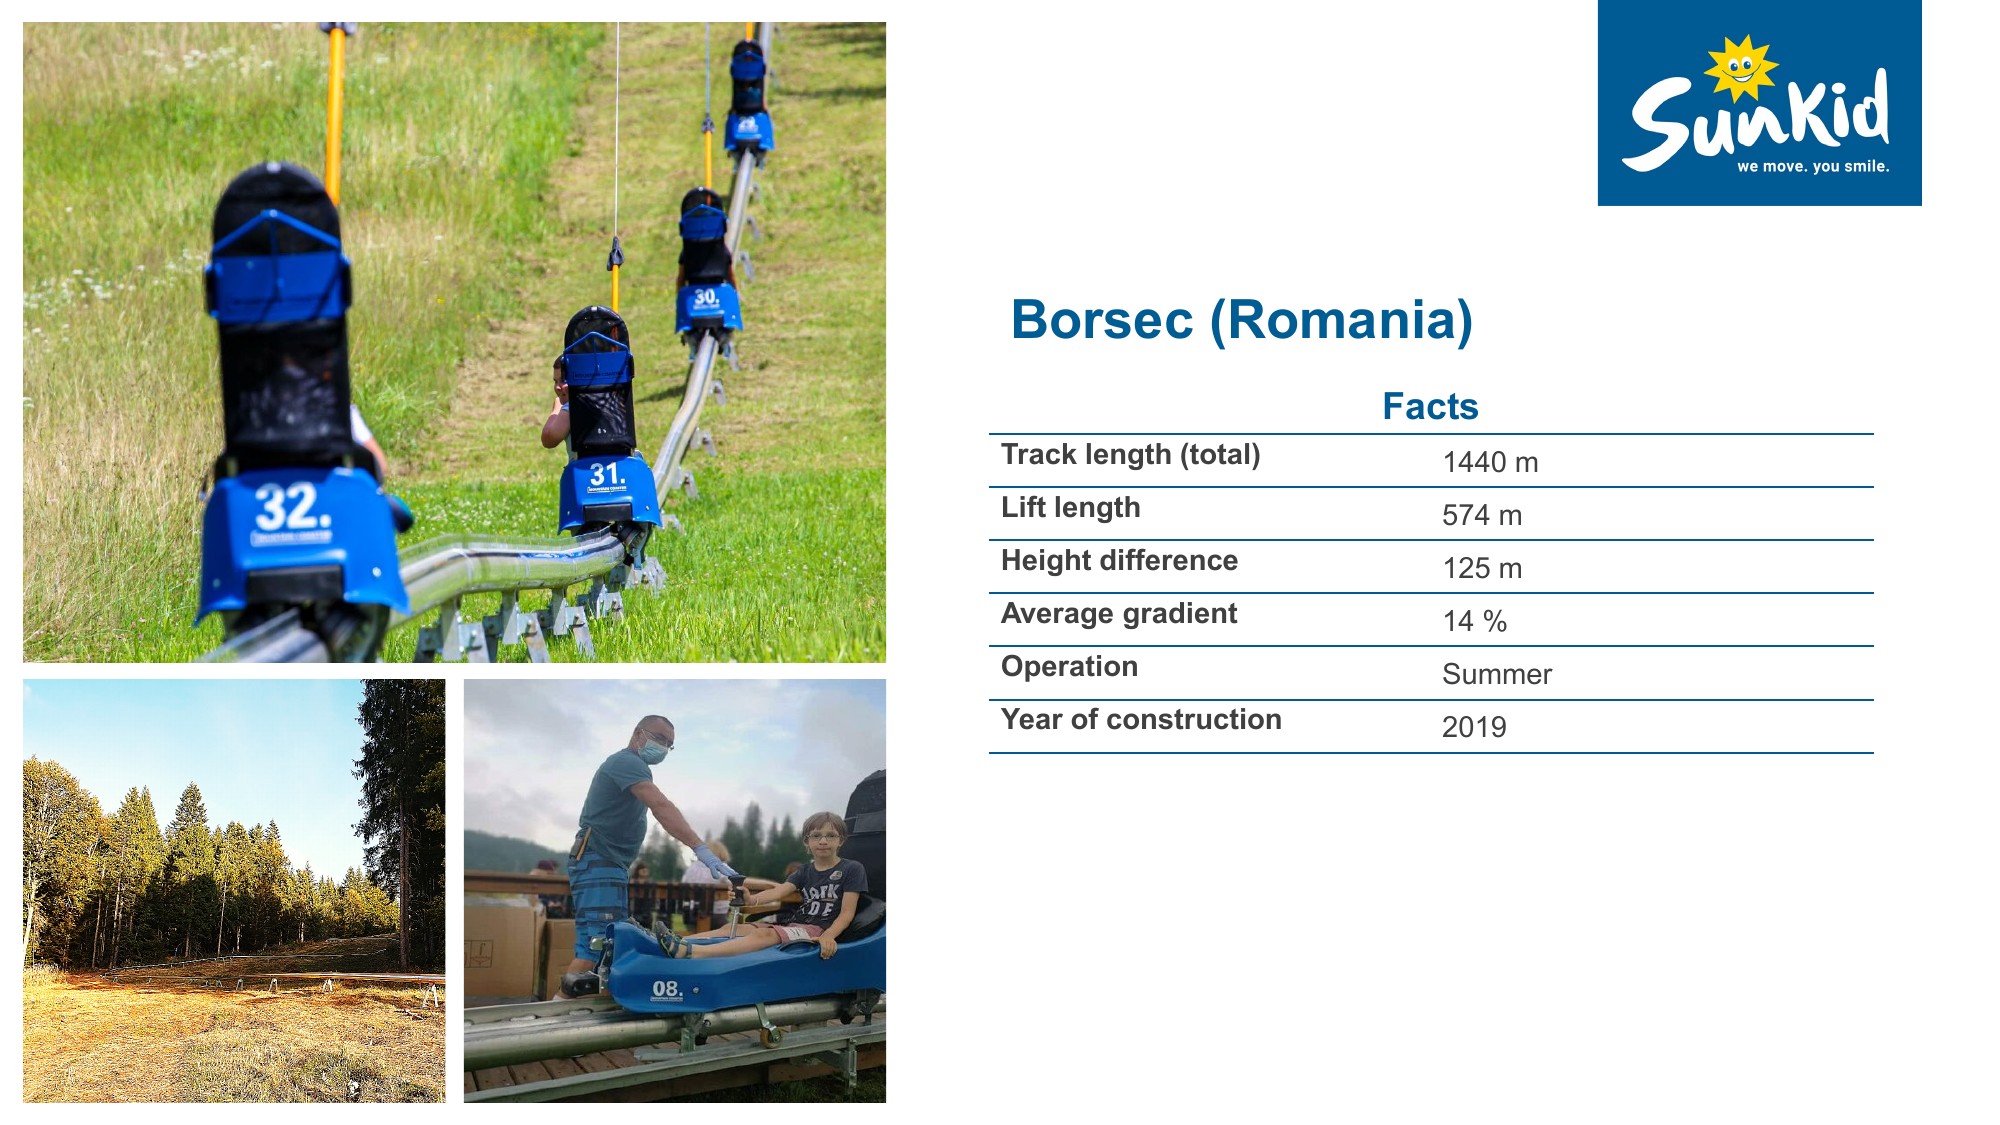 SunKid
we move. you smile.
Borsec (Romania)
Facts
Track length (total) 1440 m
Lift length 574 m
Height difference 125 m
Average gradient 14 %
Operation Summer
Year of construction 2019
30.
31.
32.
08.